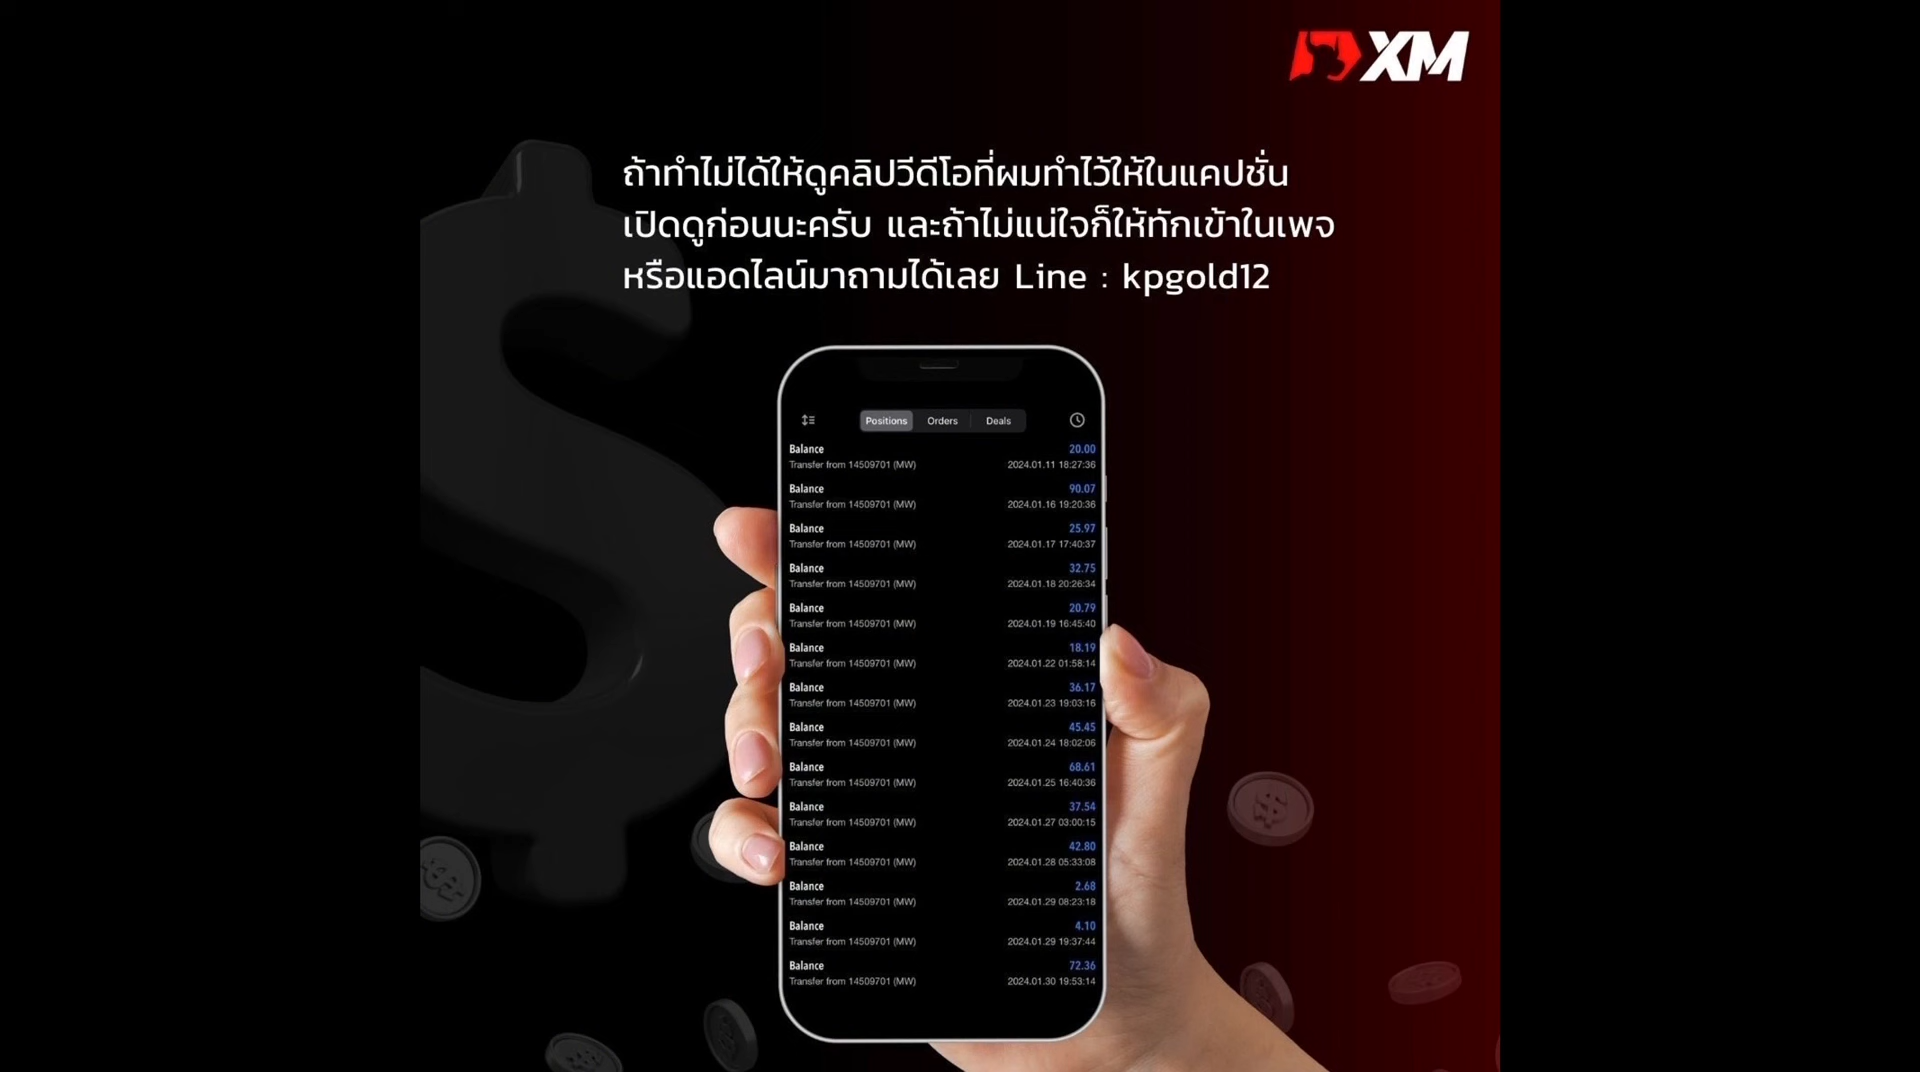 XM
ถ้าทำไม่ได้ให้ดูคลิปวีดีโอที่ผมทำไว้ให้ในแคปชั่น
เปิดดูก่อนนะครับ และถ้าไม่แน่ใจก็ให้ทักเข้าในเพจ
หรือแอดไลน์มาถามได้เลย Line : kpgold12
Positions Orders Deals
Balance 20.00
Transfer from 14509701 (MW) 2024.01.11 18:27:36
Balance 90.07
Transfer from 14509701 (MW) 2024.01.16 19:20:36
Balance 25.97
Transfer from 14509701 (MW) 2024.01.17 17:40:37
Balance 32.75
Transfer from 14509701 (MW) 2024.01.18 20:26:34
Balance 20.79
Transfer from 14509701 (MW) 2024.01.19 16:45:40
Balance 18.19
Transfer from 14509701 (MW) 2024.01.22 01:58:14
Balance 36.17
Transfer from 14509701 (MW) 2024.01.23 19:03:16
Balance 45.45
Transfer from 14509701 (MW) 2024.01.24 18:02:06
Balance 68.61
Transfer from 14509701 (MW) 2024.01.25 16:40:36
Balance 37.54
Transfer from 14509701 (MW) 2024.01.27 03:00:15
Balance 42.80
Transfer from 14509701 (MW) 2024.01.28 05:33:08
Balance 2.68
Transfer from 14509701 (MW) 2024.01.29 08:23:18
Balance 4.10
Transfer from 14509701 (MW) 2024.01.29 19:37:44
Balance 72.36
Transfer from 14509701 (MW) 2024.01.30 19:53:14